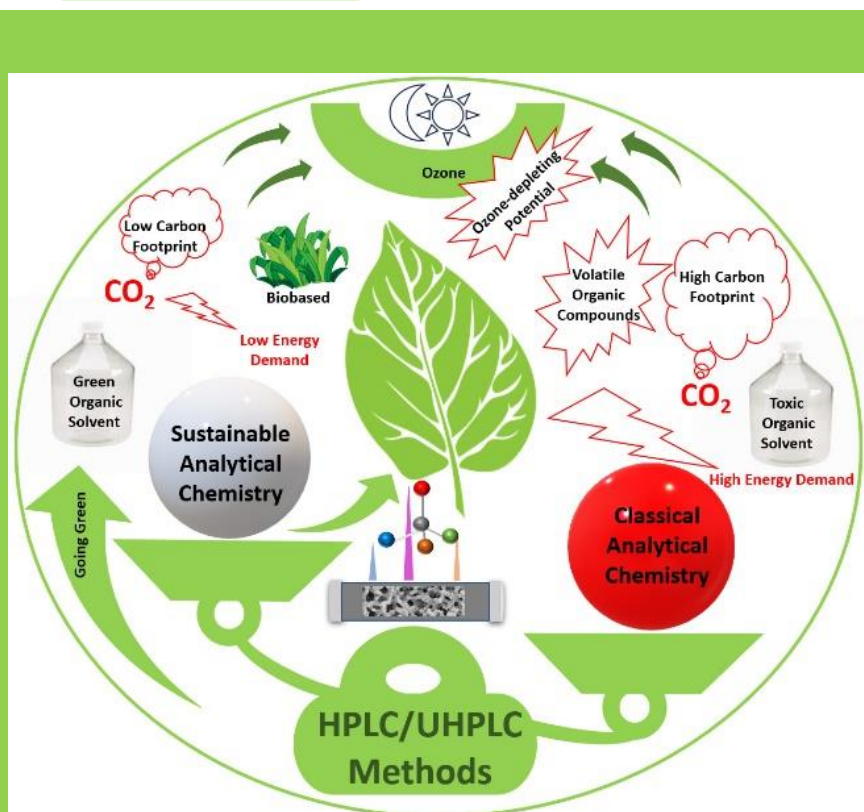 Ozone
Ozone-depleting
Potential
Low Carbon
Footprint
CO2
Biobased
Low Energy
Demand
Volatile
Organic
Compounds
High Carbon
Footprint
CO2
Green
Organic
Solvent
Toxic
Organic
Solvent
High Energy Demand
Sustainable
Analytical
Chemistry
Classical
Analytical
Chemistry
Going Green
HPLC/UHPLC
Methods